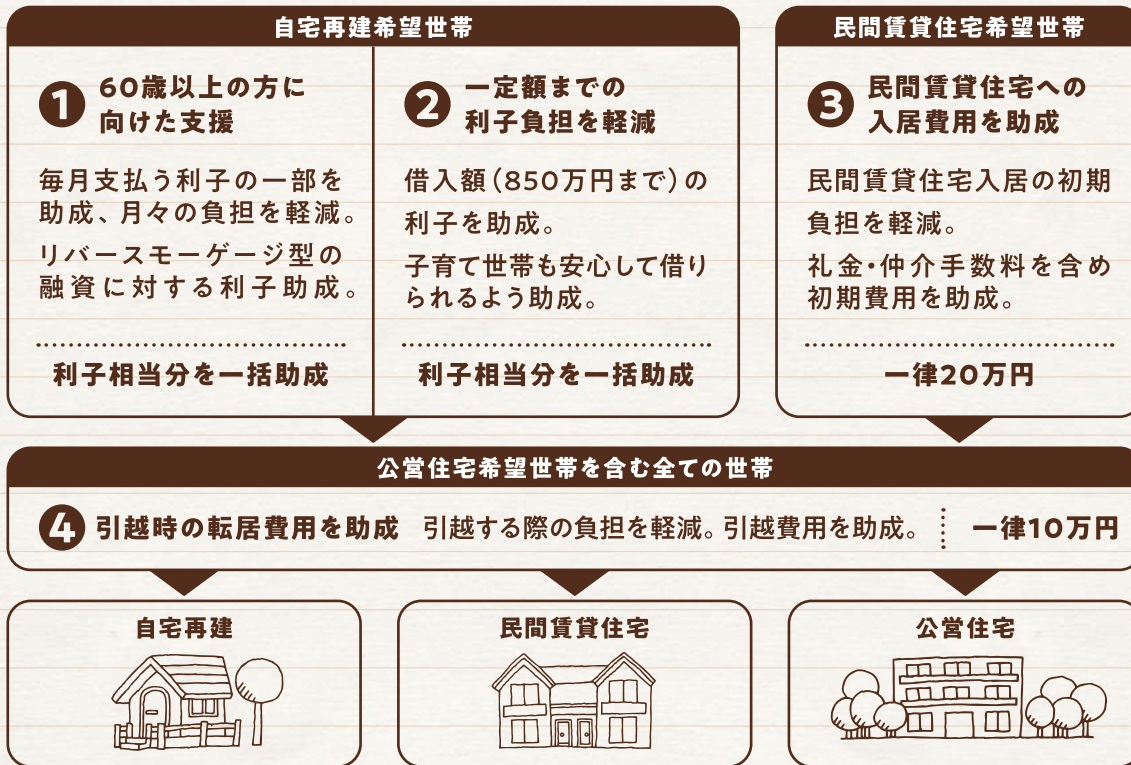 自宅再建希望世帯
1 60歳以上の方に
向けた支援
毎月支払う利子の一部を
助成、月々の負担を軽減。
リバースモーゲージ型の
融資に対する利子助成。
利子相当分を一括助成
2 一定額までの
利子負担を軽減
借入額(850万円まで)の
利子を助成。
子育て世帯も安心して借り
られるよう助成。
利子相当分を一括助成
民間賃貸住宅希望世帯
3 民間賃貸住宅への
入居費用を助成
民間賃貸住宅入居の初期
負担を軽減。
礼金・仲介手数料を含め
初期費用を助成。
一律20万円
公営住宅希望世帯を含む全ての世帯
4 引越時の転居費用を助成 引越する際の負担を軽減。引越費用を助成。 一律10万円
自宅再建
民間賃貸住宅
公営住宅